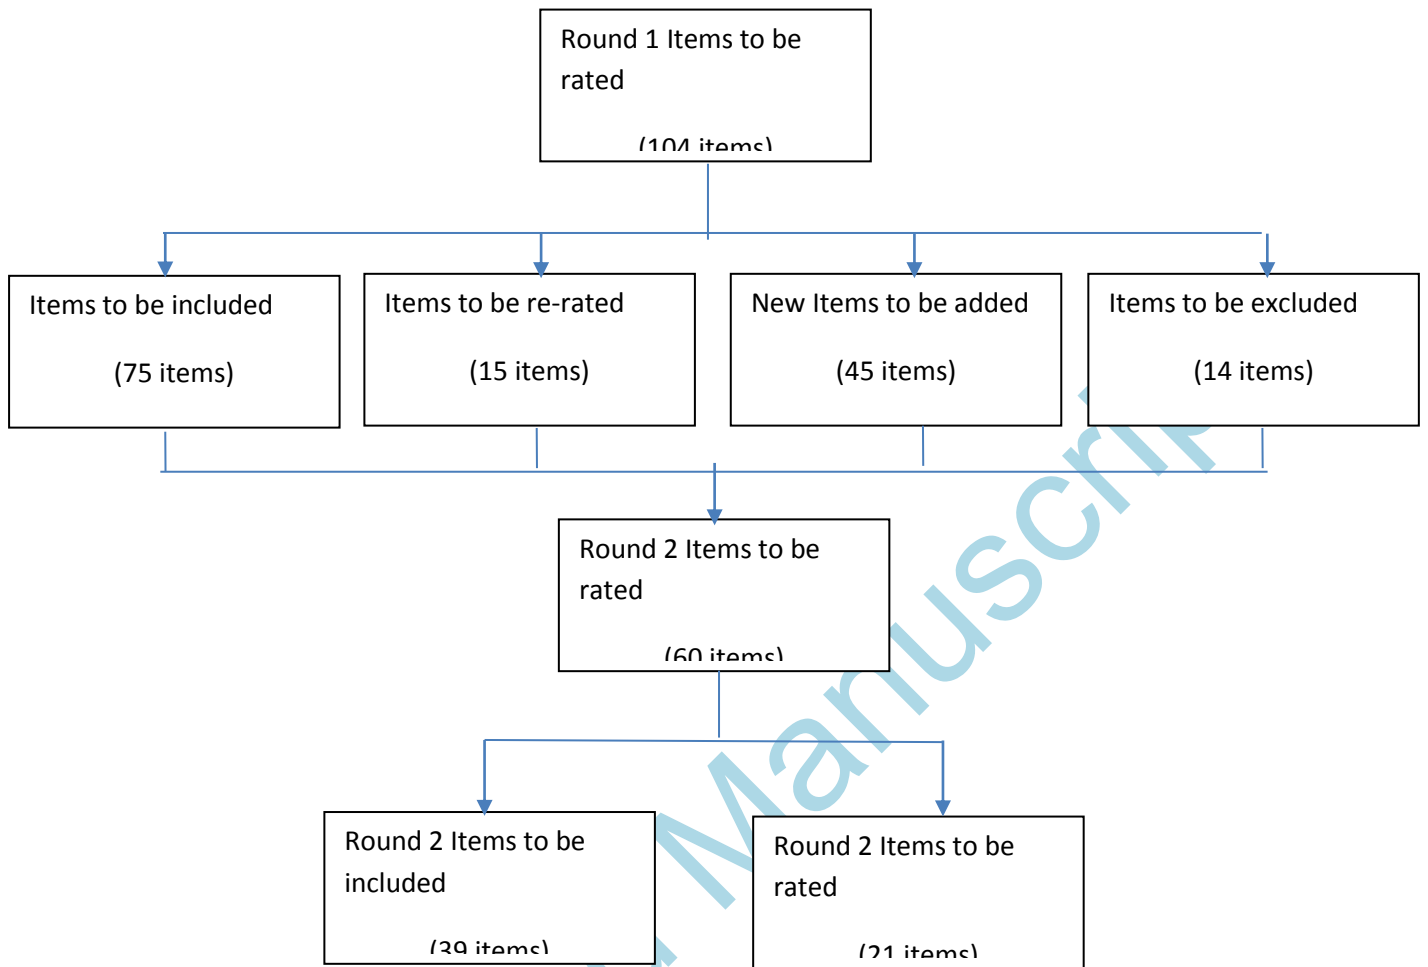 Round 1 Items to be
rated
(104 items)
Items to be included
(75 items)
Items to be re-rated
(15 items)
New Items to be added
(45 items)
Items to be excluded
(14 items)
Round 2 Items to be
rated
(60 items)
Round 2 Items to be
included
(39 items)
Round 2 Items to be
rated
(21 items)
Manuscrip